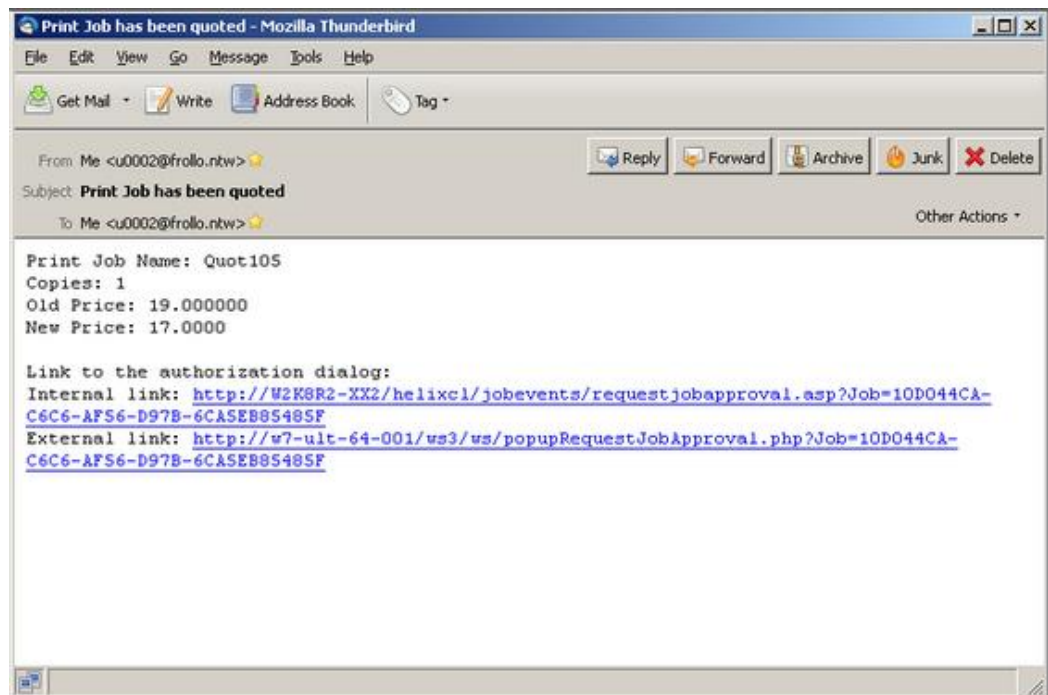 Print Job has been quoted - Mozilla Thunderbird
File Edit View Go Message Tools Help
Get Mail Write Address Book Tag
From Me <u0002@frollo.ntw>
Reply Forward Archive Junk Delete
Subject Print Job has been quoted
To Me <u0002@frollo.ntw>
Other Actions
Print Job Name: Quot105
Copies: 1
Old Price: 19.000000
New Price: 17.0000
Link to the authorization dialog:
Internal link: http://W2K8R2-XX2/helixcl/jobevents/requestjobapproval.asp?Job=10D044CA-
C6C6-AF56-D97B-6CA5EB85485F
External link: http://w7-ult-64-001/ws3/ws/popupRequestJobApproval.php?Job=10D044CA-
C6C6-AF56-D97B-6CA5EB85485F